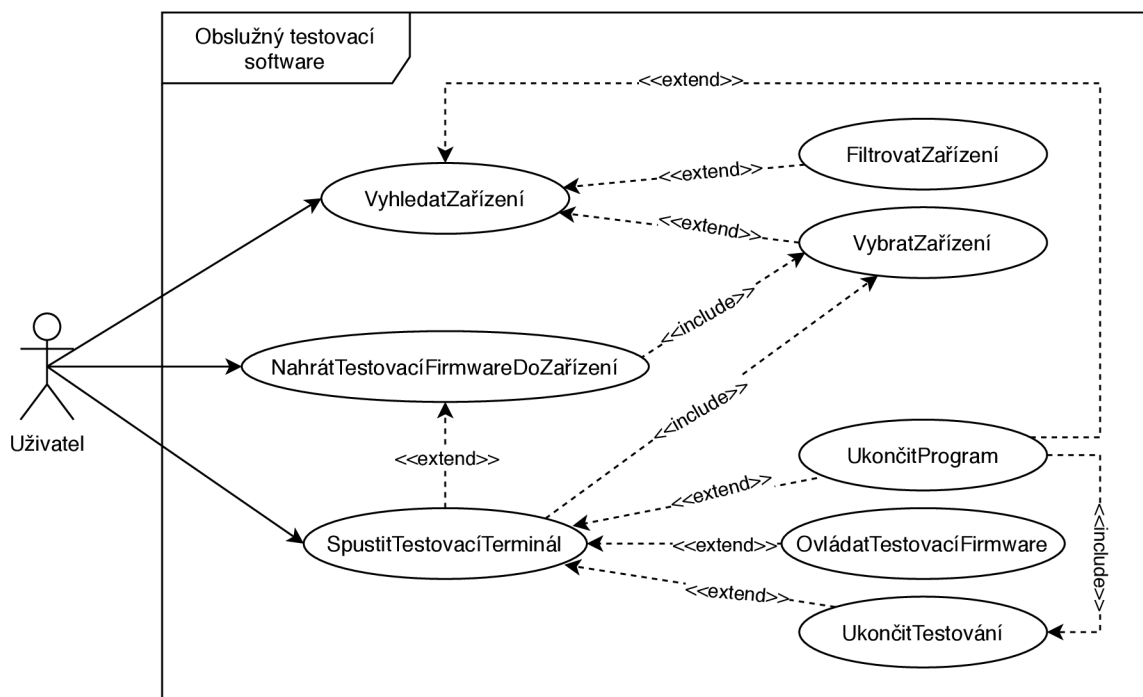 Obslužný testovací
software
<<extend>>
FiltrovatZařízení
<<extend>>
VyhledatZařízení
<<extend>>
VybratZařízení
<<include>>
NahrátTestovacíFirmwareDoZařízení
<<include>>
Uživatel
<<extend>>
UkončitProgram
<<extend>>
<<include>>
SpustitTestovacíTerminál
<<extend>>
OvládatTestovacíFirmware
<<extend>>
UkončitTestování